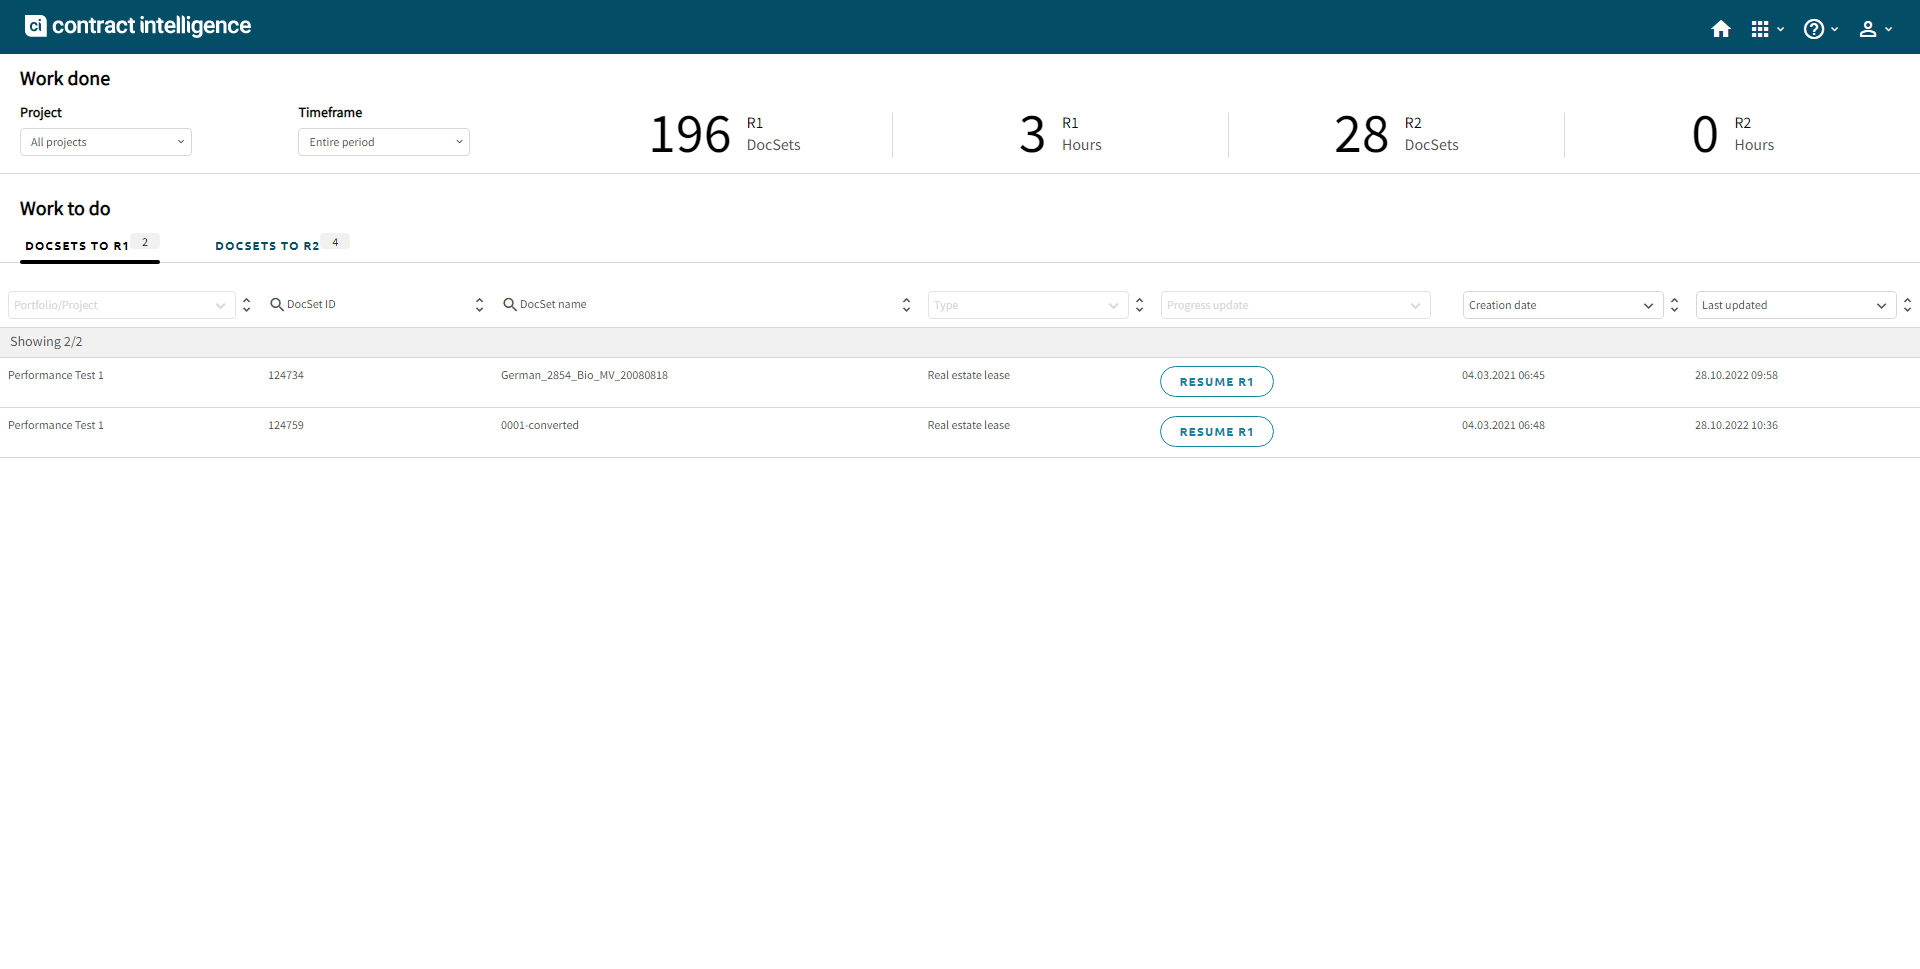 ci contract intelligence
Work done
Project
Timeframe
All projects
Entire period
196 R1 DocSets
3 R1 Hours
28 R2 DocSets
0 R2 Hours
Work to do
DOCSETS TO R1 2
DOCSETS TO R2 4
Portfolio/Project DocSet ID DocSet name Type Progress update Creation date Last updated
Showing 2/2
Performance Test 1 124734 German_2854_Bio_MV_20080818 Real estate lease RESUME R1 04.03.2021 06:45 28.10.2022 09:58
Performance Test 1 124759 0001-converted Real estate lease RESUME R1 04.03.2021 06:48 28.10.2022 10:36